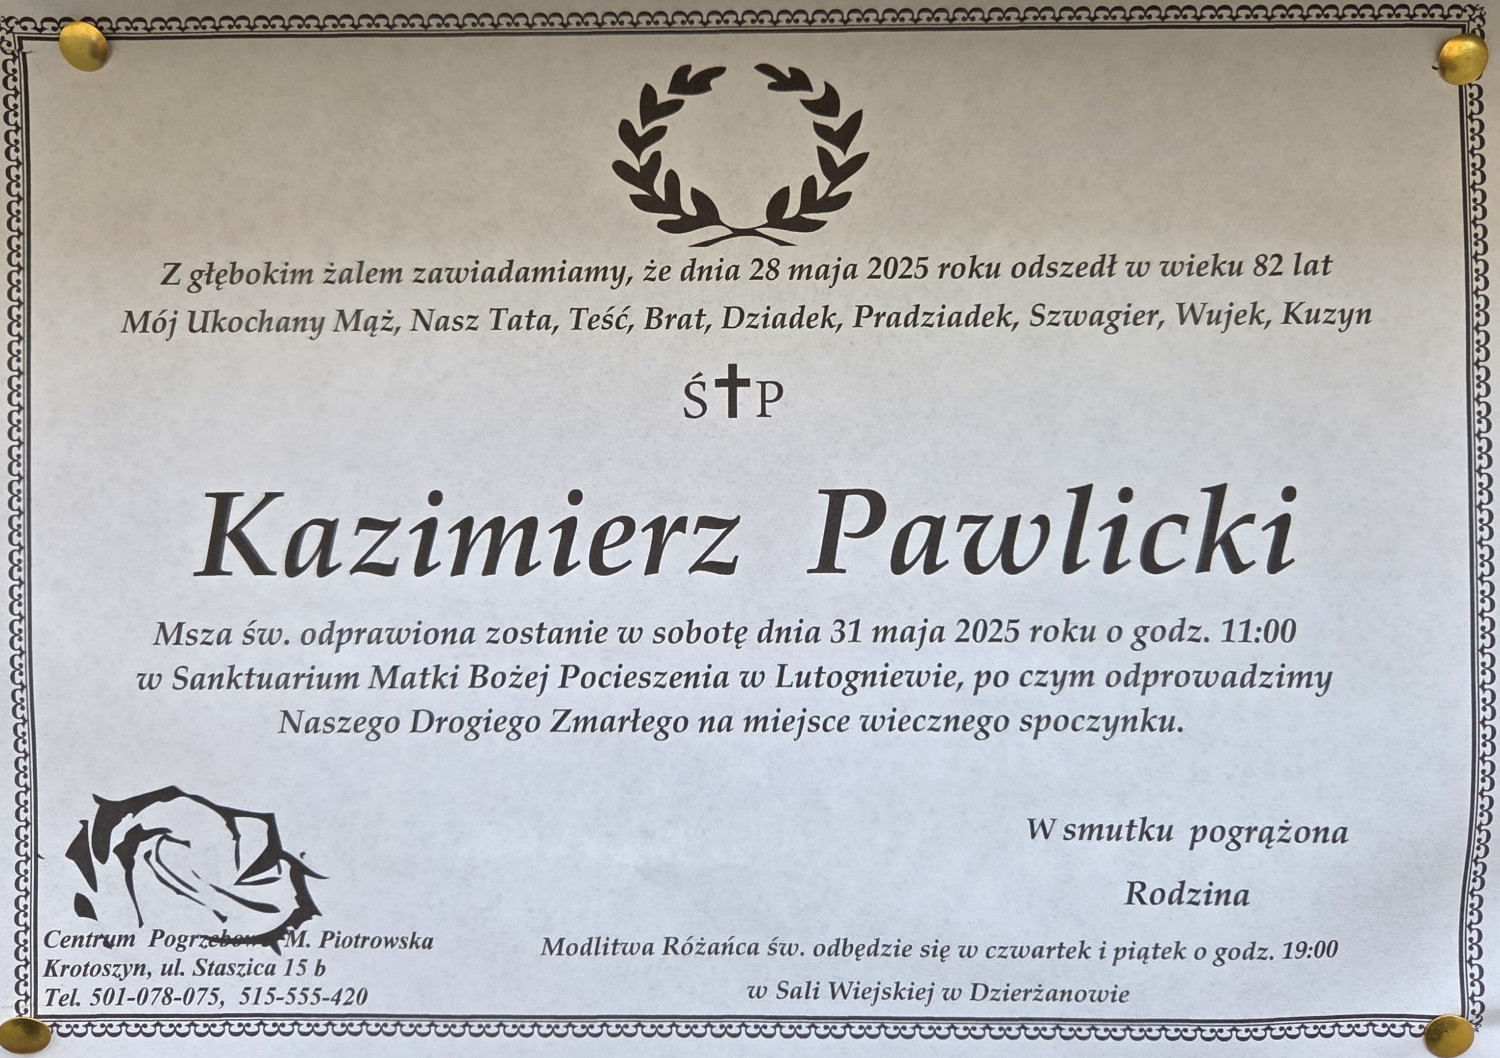 Z głębokim żalem zawiadamiamy, że dnia 28 maja 2025 roku odszedł w wieku 82 lat
Mój Ukochany Mąż, Nasz Tata, Teść, Brat, Dziadek, Pradziadek, Szwagier, Wujek, Kuzyn
Ś✝P
Kazimierz Pawlicki
Msza św. odprawiona zostanie w sobotę dnia 31 maja 2025 roku o godz. 11:00
w Sanktuarium Matki Bożej Pocieszenia w Lutogniewie, po czym odprowadzimy
Naszego Drogiego Zmarłego na miejsce wiecznego spoczynku.
W smutku pogrążona
Rodzina
Centrum Pogrzebowe M. Piotrowska
Krotoszyn, ul. Staszica 15 b
Tel. 501-078-075, 515-555-420
Modlitwa Różańca św. odbędzie się w czwartek i piątek o godz. 19:00
w Sali Wiejskiej w Dzierżanowie